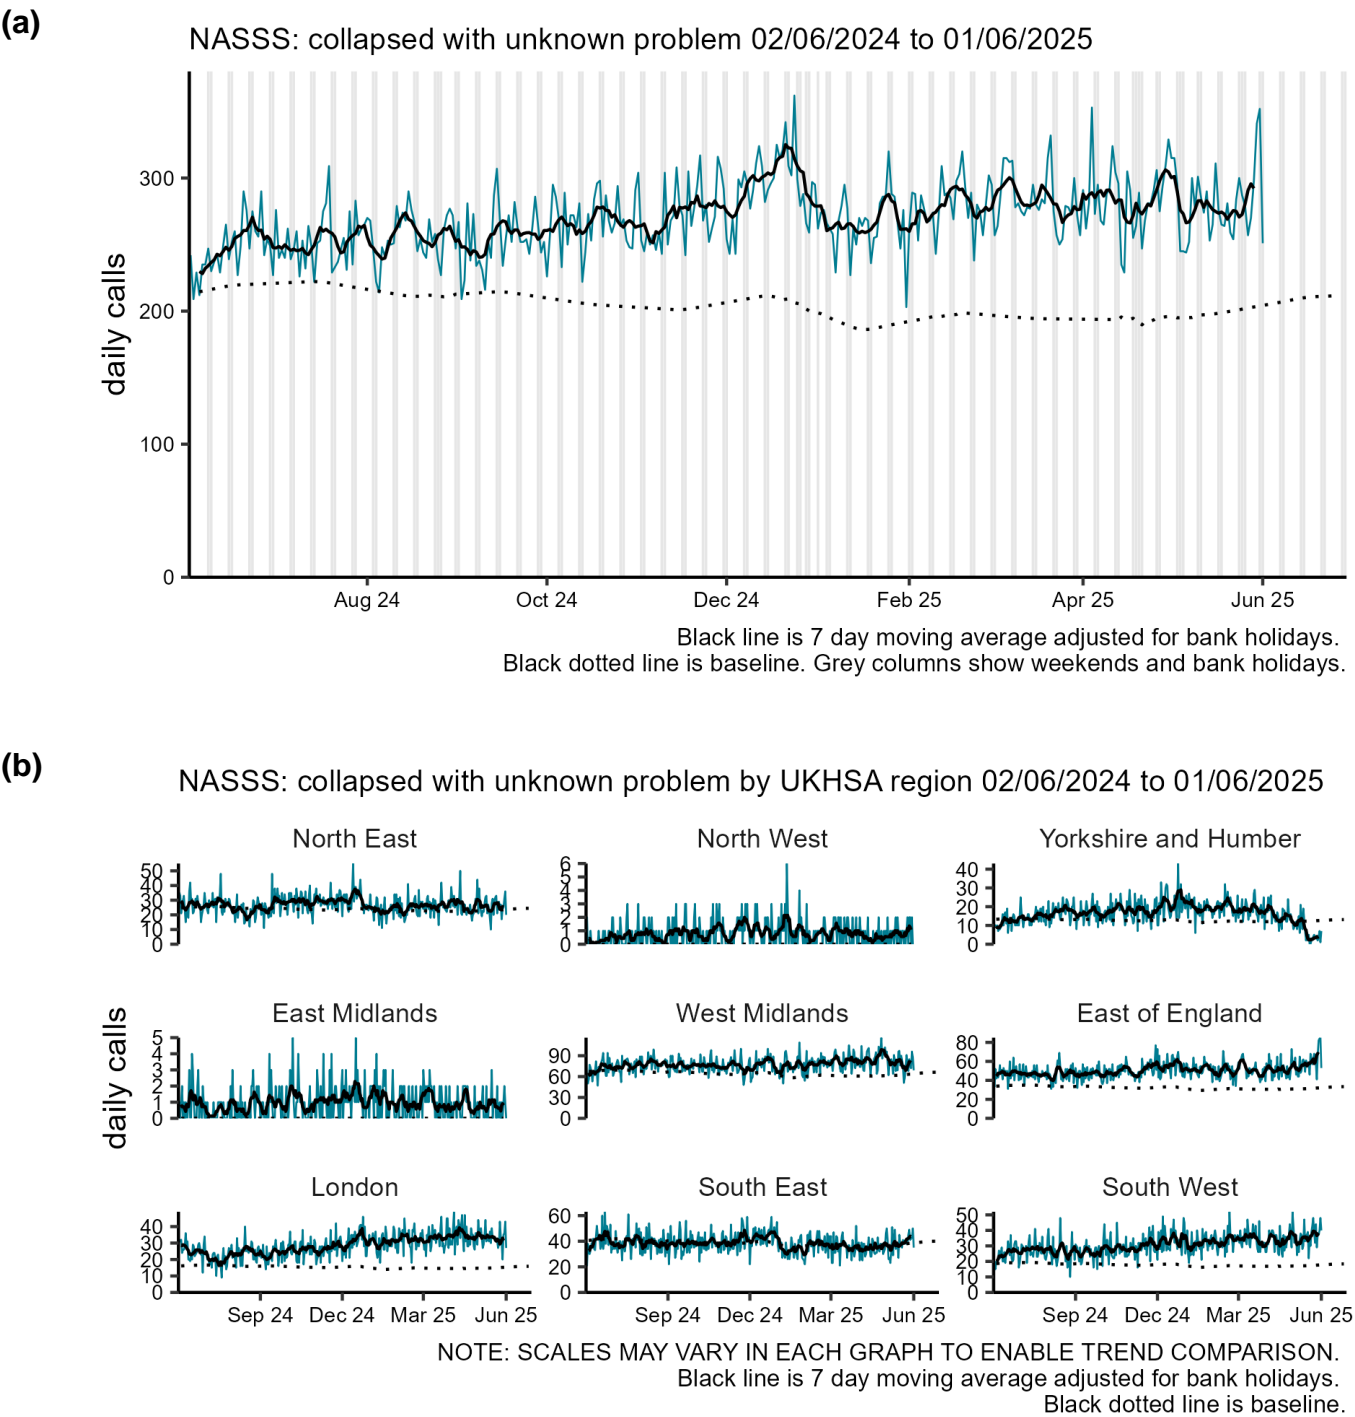 (a)
NASSS: collapsed with unknown problem 02/06/2024 to 01/06/2025
daily calls
300
200
100
0
Aug 24 Oct 24 Dec 24 Feb 25 Apr 25 Jun 25
Black line is 7 day moving average adjusted for bank holidays.
Black dotted line is baseline. Grey columns show weekends and bank holidays.
(b)
NASSS: collapsed with unknown problem by UKHSA region 02/06/2024 to 01/06/2025
daily calls
North East
50
40
30
20
10
0
North West
6
5
4
3
2
1
0
Yorkshire and Humber
40
30
20
10
0
East Midlands
5
4
3
2
1
0
West Midlands
90
60
30
0
East of England
80
60
40
20
0
London
40
30
20
10
0
South East
60
40
20
0
South West
50
40
30
20
10
0
Sep 24 Dec 24 Mar 25 Jun 25 Sep 24 Dec 24 Mar 25 Jun 25 Sep 24 Dec 24 Mar 25 Jun 25
NOTE: SCALES MAY VARY IN EACH GRAPH TO ENABLE TREND COMPARISON.
Black line is 7 day moving average adjusted for bank holidays.
Black dotted line is baseline.